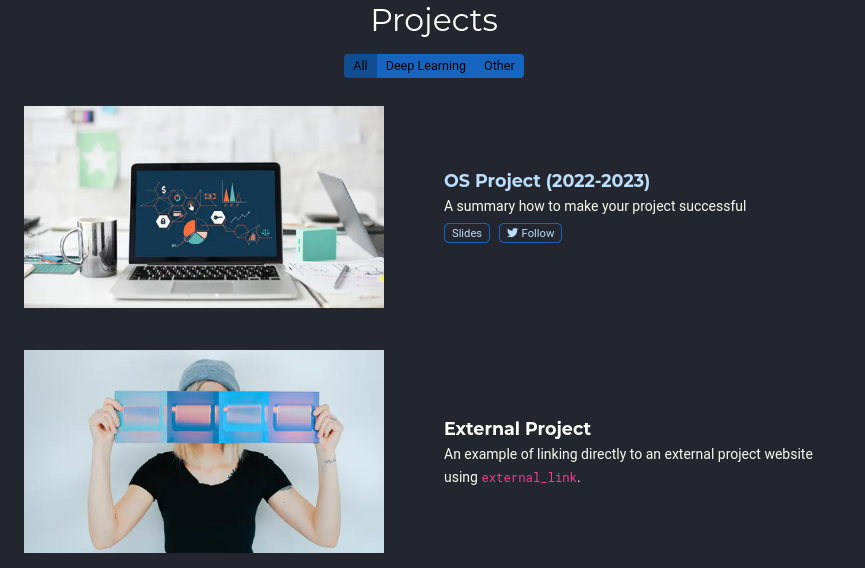 Projects
All Deep Learning Other
OS Project (2022-2023)
A summary how to make your project successful
Slides Follow
External Project
An example of linking directly to an external project website
using external_link.